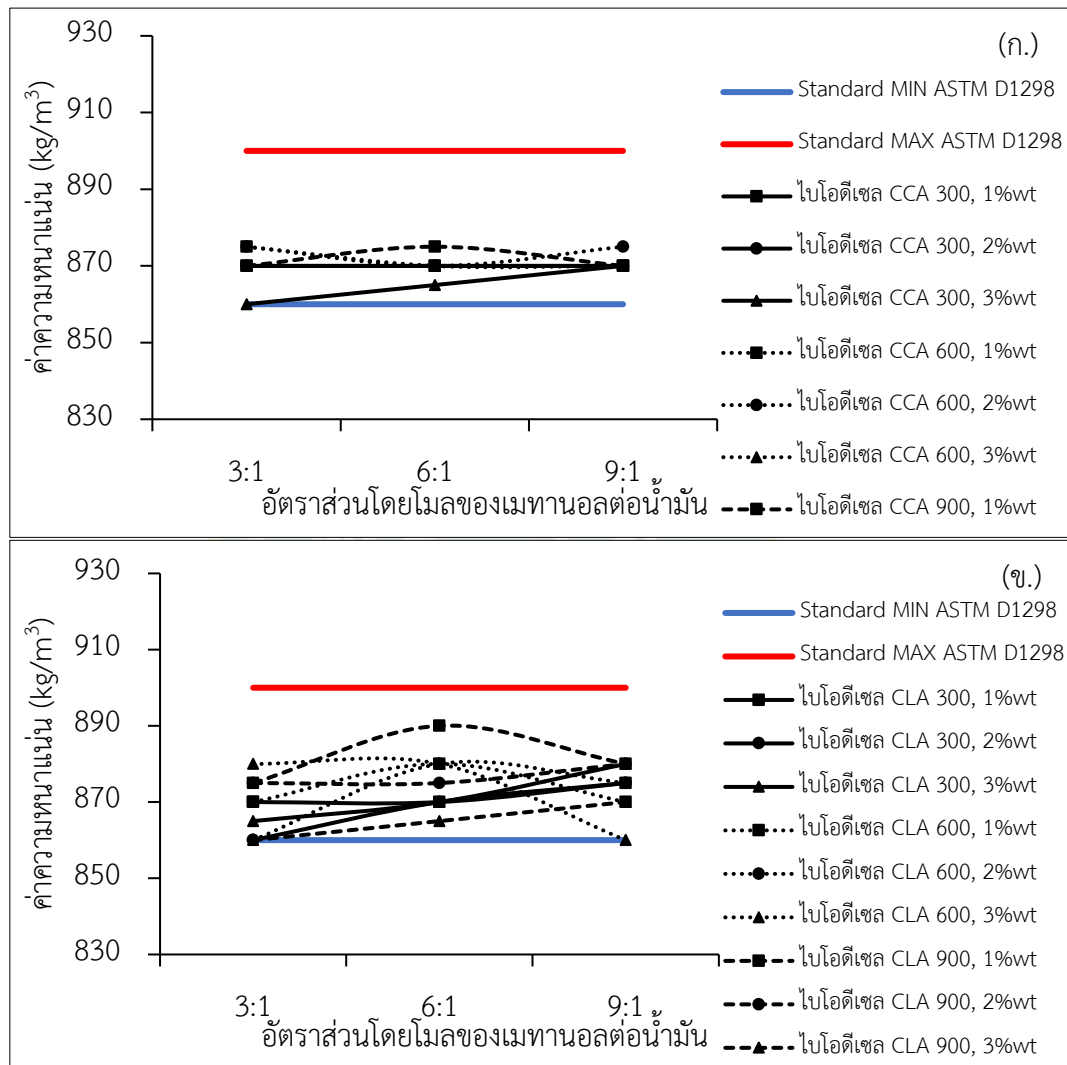 (ก.)
ค่าความหนาแน่น (kg/m³)
930
910
890
870
850
830
3:1 6:1 9:1
อัตราส่วนโดยโมลของเมทานอลต่อน้ำมัน
Standard MIN ASTM D1298
Standard MAX ASTM D1298
ไบโอดีเซล CCA 300, 1%wt
ไบโอดีเซล CCA 300, 2%wt
ไบโอดีเซล CCA 300, 3%wt
ไบโอดีเซล CCA 600, 1%wt
ไบโอดีเซล CCA 600, 2%wt
ไบโอดีเซล CCA 600, 3%wt
ไบโอดีเซล CCA 900, 1%wt
(ข.)
ค่าความหนาแน่น (kg/m³)
930
910
890
870
850
830
3:1 6:1 9:1
อัตราส่วนโดยโมลของเมทานอลต่อน้ำมัน
Standard MIN ASTM D1298
Standard MAX ASTM D1298
ไบโอดีเซล CLA 300, 1%wt
ไบโอดีเซล CLA 300, 2%wt
ไบโอดีเซล CLA 300, 3%wt
ไบโอดีเซล CLA 600, 1%wt
ไบโอดีเซล CLA 600, 2%wt
ไบโอดีเซล CLA 600, 3%wt
ไบโอดีเซล CLA 900, 1%wt
ไบโอดีเซล CLA 900, 2%wt
ไบโอดีเซล CLA 900, 3%wt